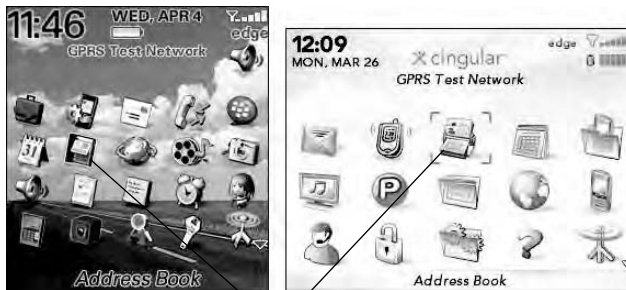 11:46 WED, APR 4
edge
GPRS Test Network
31
Address Book
12:09
MON, MAR 26
cingular
edge
GPRS Test Network
P
?
Address Book